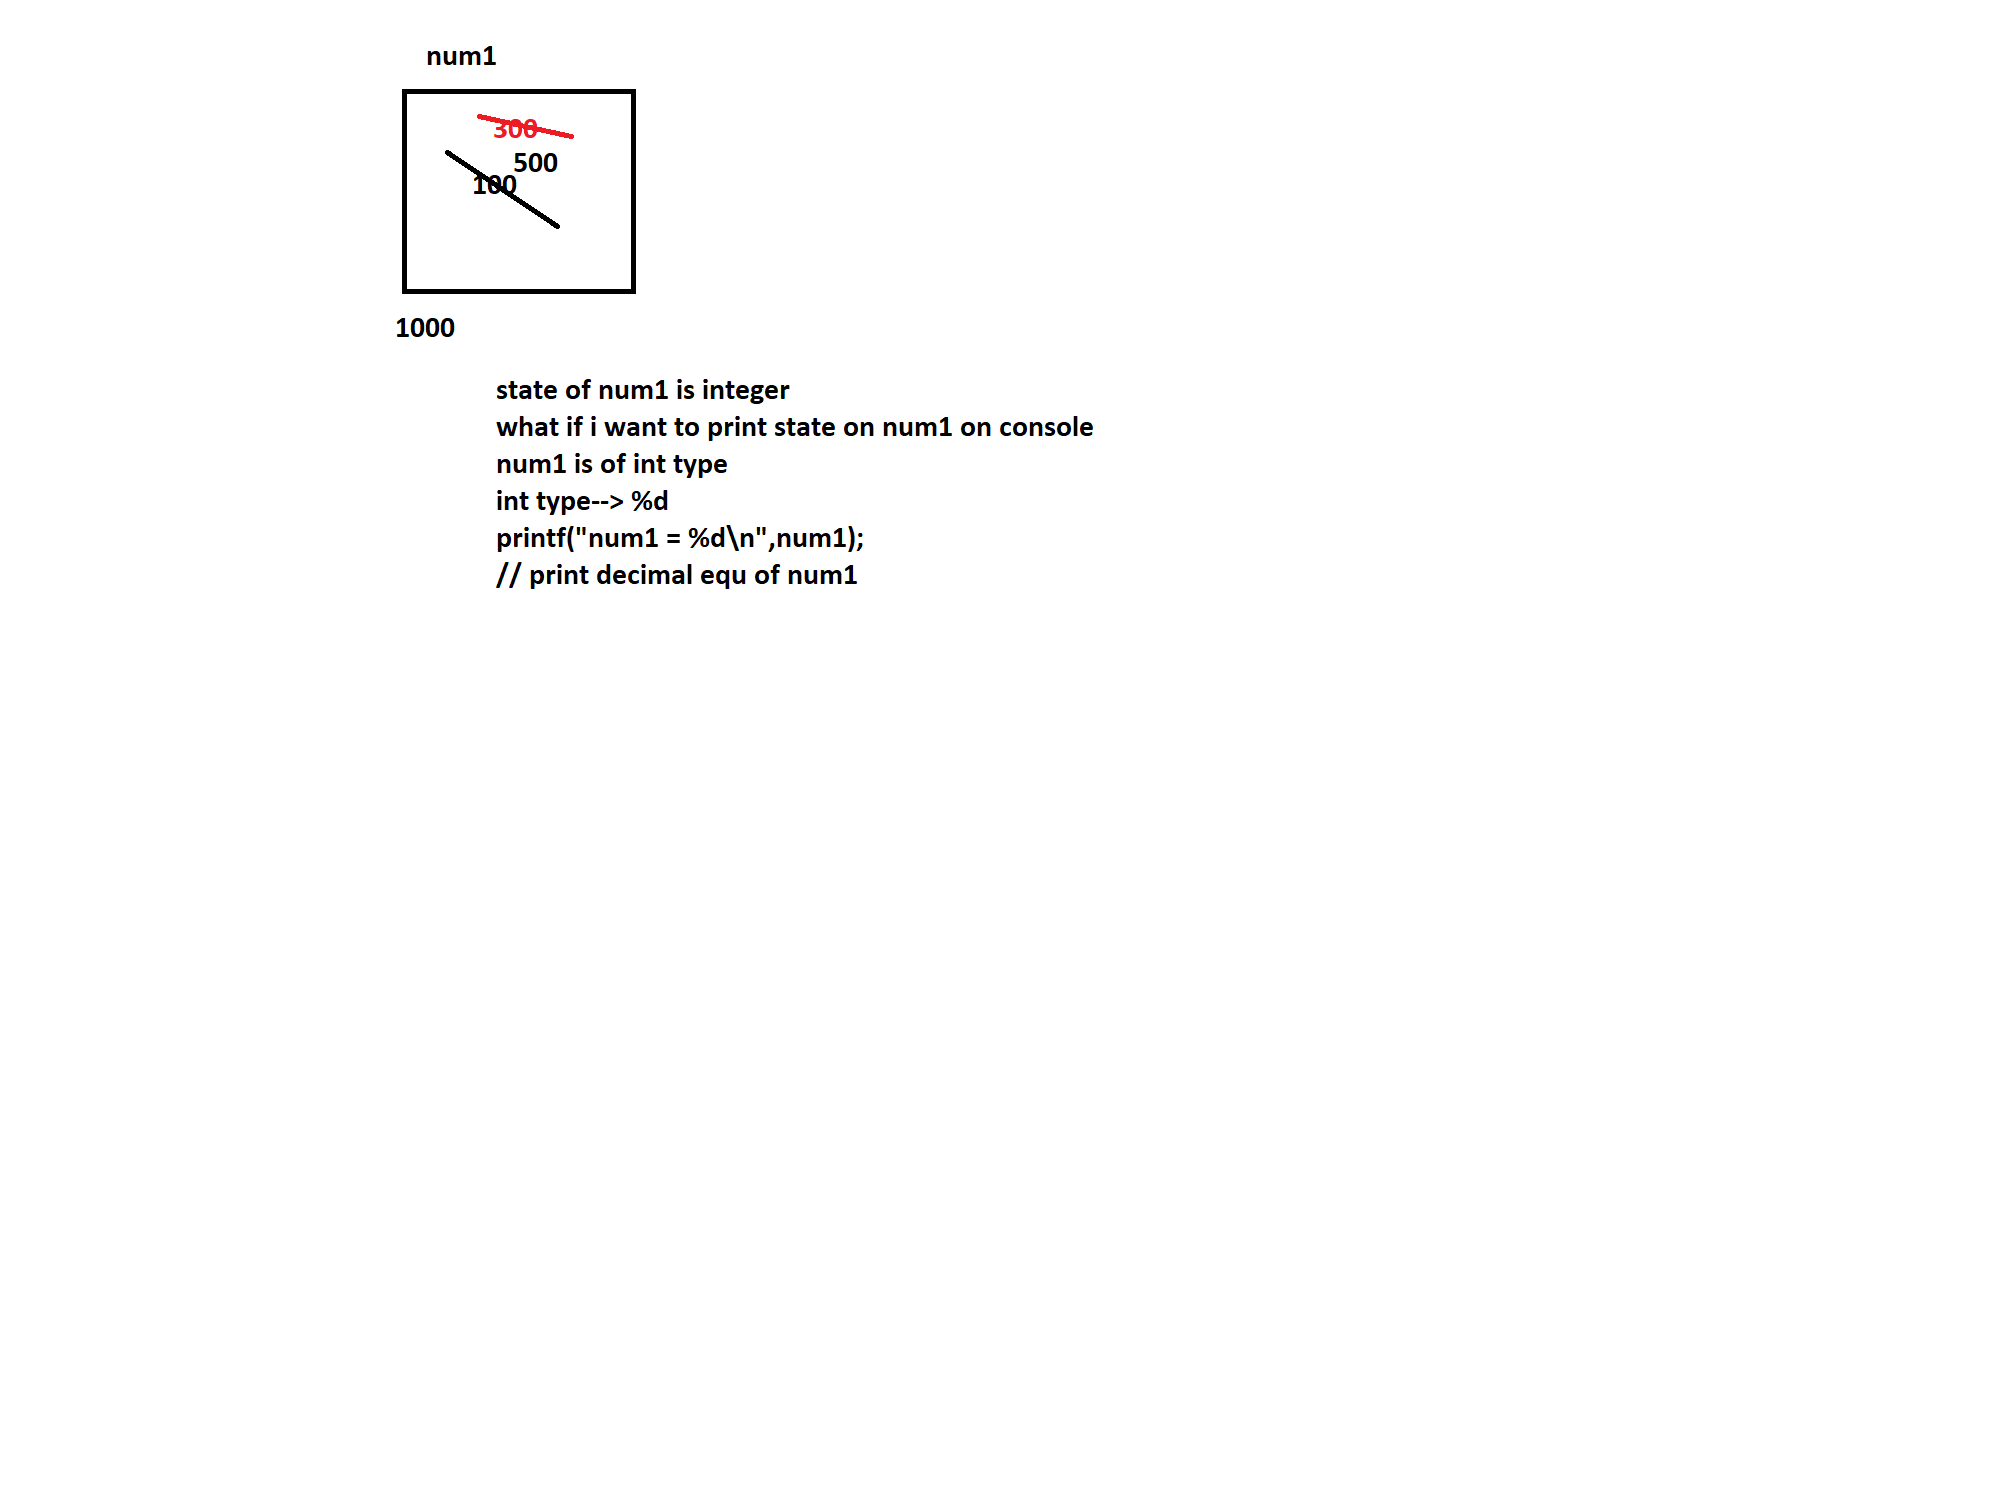 num1
300
500
100
1000
state of num1 is integer
what if i want to print state on num1 on console
num1 is of int type
int type--> %d
printf("num1 = %d\n",num1);
// print decimal equ of num1